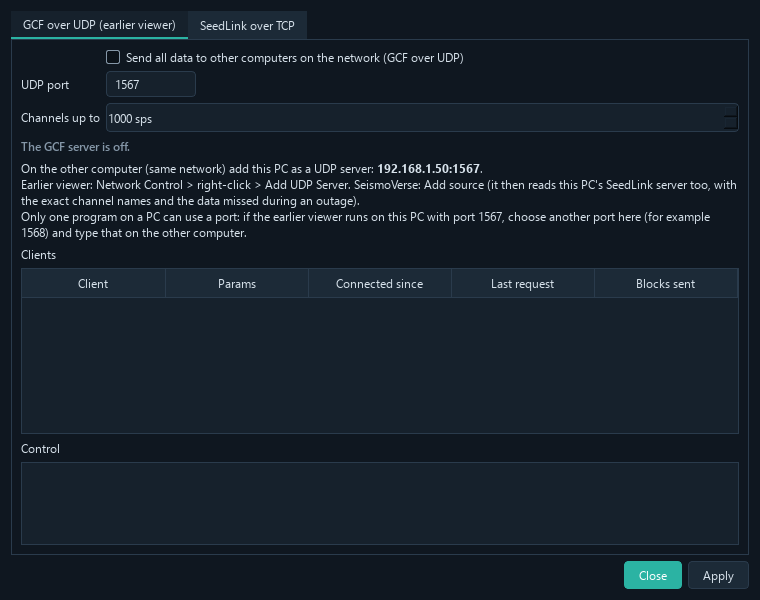 GCF over UDP (earlier viewer) SeedLink over TCP
Send all data to other computers on the network (GCF over UDP)
UDP port 1567
Channels up to 1000 sps
The GCF server is off.
On the other computer (same network) add this PC as a UDP server: 192.168.1.50:1567.
Earlier viewer: Network Control > right-click > Add UDP Server. SeismoVerse: Add source (it then reads this PC's SeedLink server too, with
the exact channel names and the data missed during an outage).
Only one program on a PC can use a port: if the earlier viewer runs on this PC with port 1567, choose another port here (for example
1568) and type that on the other computer.
Clients
Client Params Connected since Last request Blocks sent
Control
Close Apply